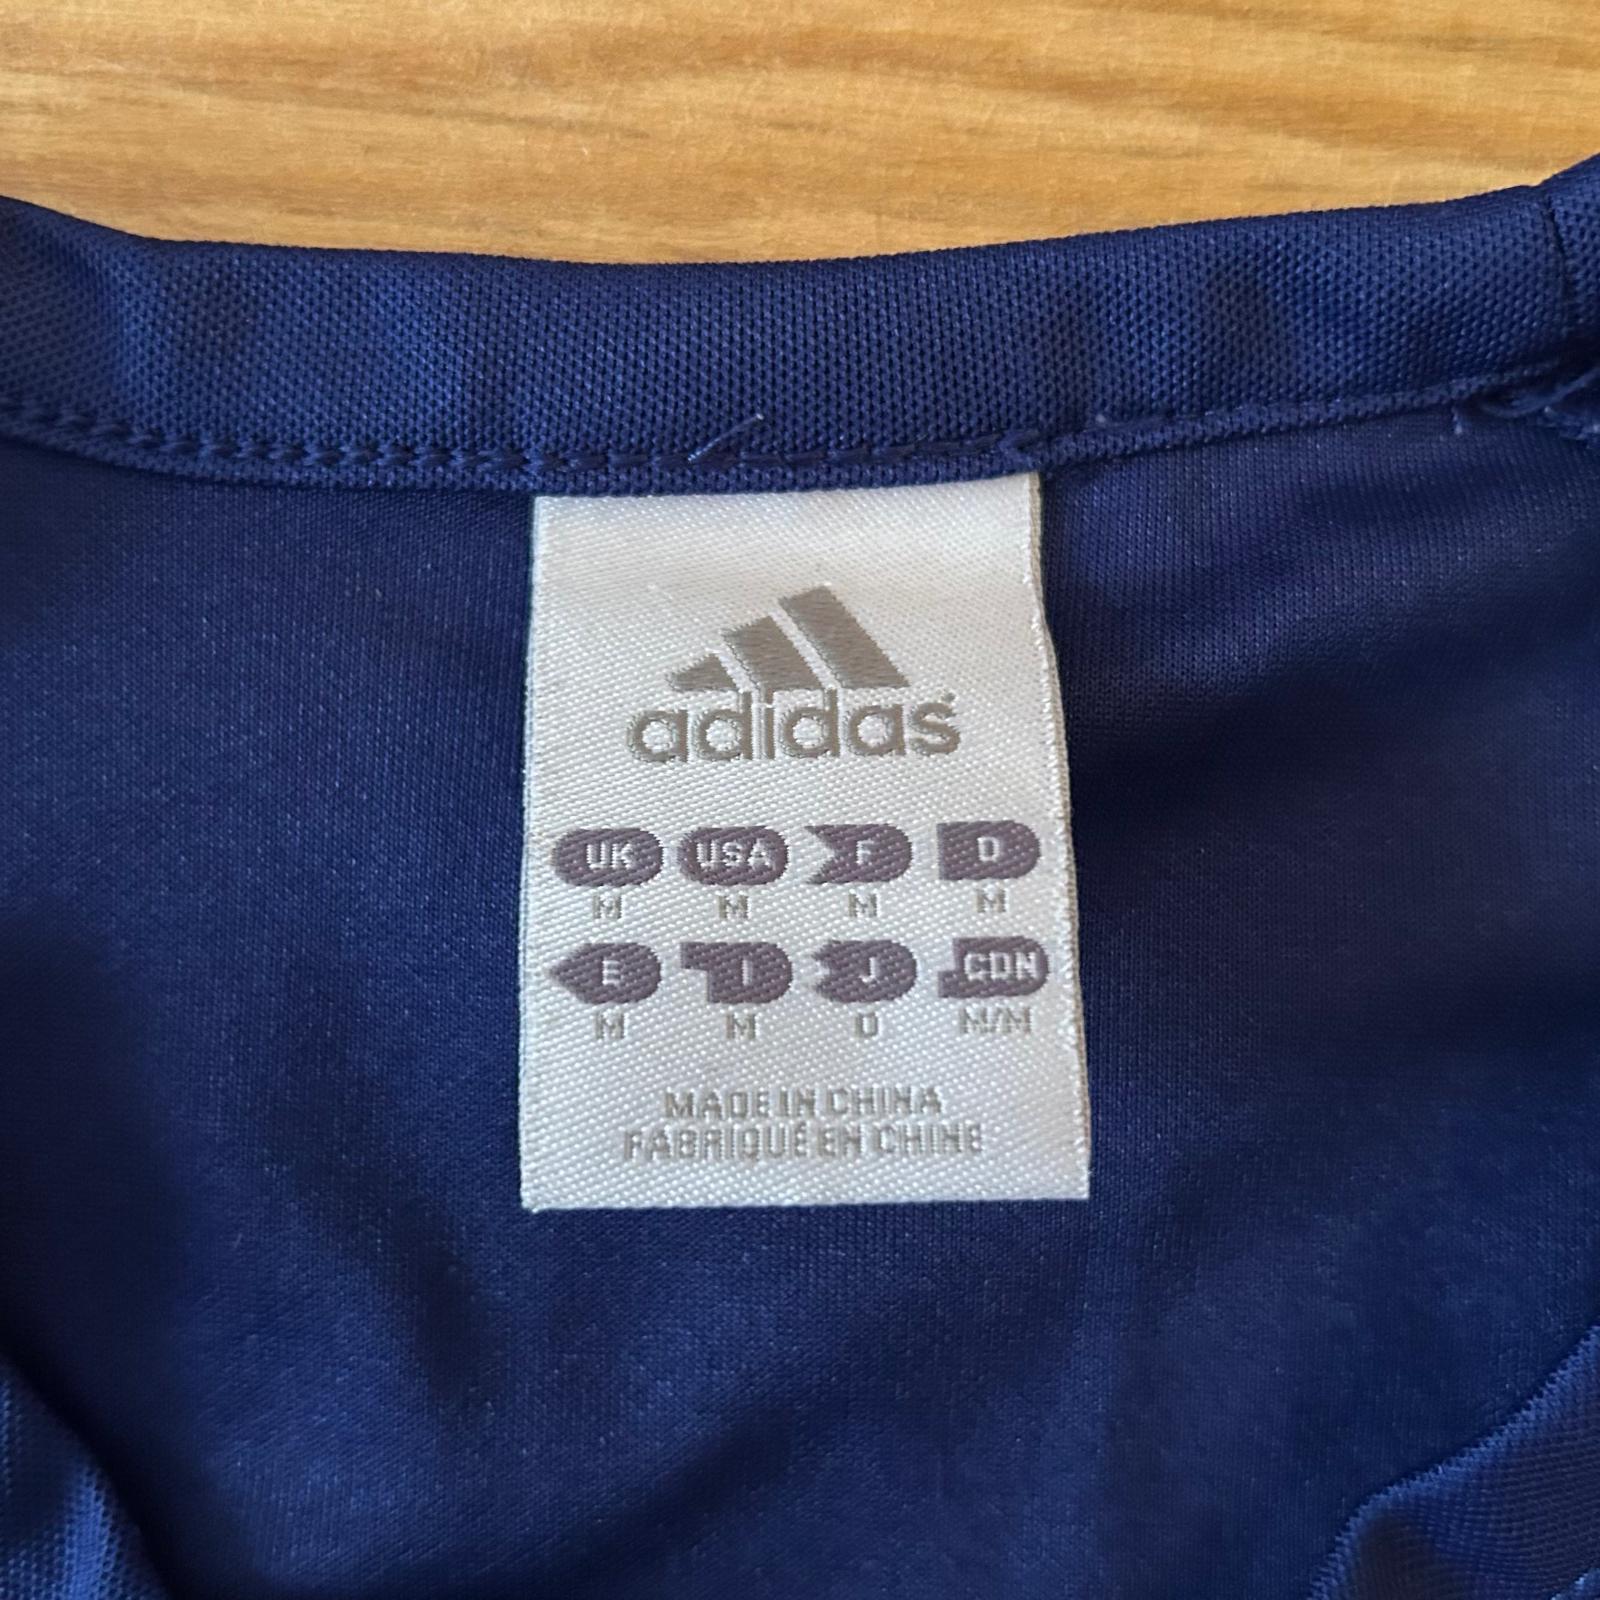 adidas
UK USA F D
M M M M
E I J CDN
M M O M/M
MADE IN CHINA
FABRIQUÉ EN CHINE